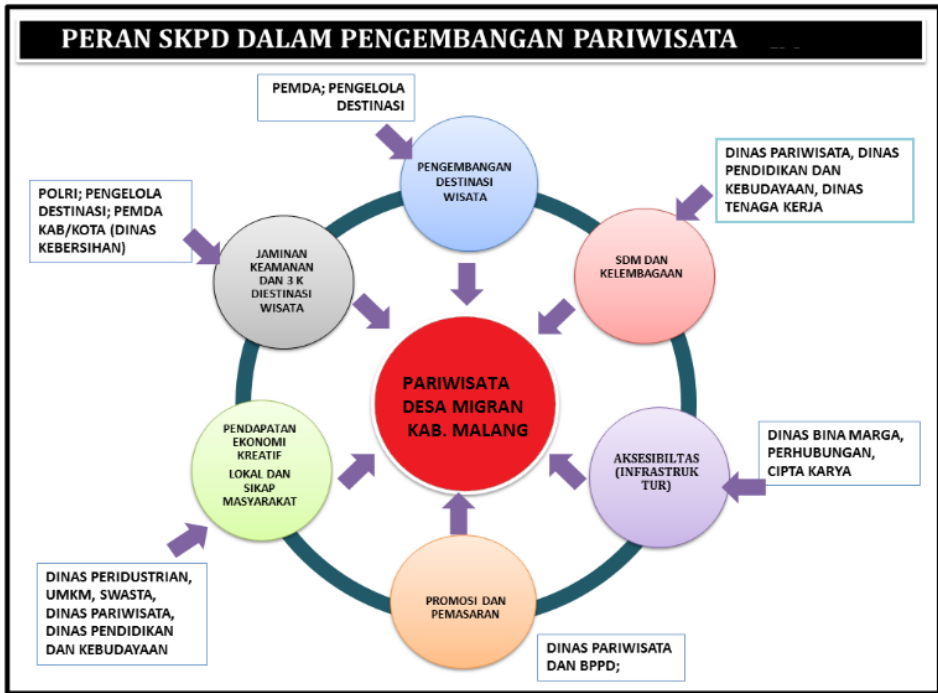 PERAN SKPD DALAM PENGEMBANGAN PARIWISATA
PEMDA; PENGELOLA
DESTINASI
PENGEMBANGAN
DESTINASI
WISATA
DINAS PARIWISATA, DINAS
PENDIDIKAN DAN
KEBUDAYAAN, DINAS
TENAGA KERJA
SDM DAN
KELEMBAGAAN
POLRI; PENGELOLA
DESTINASI; PEMDA
KAB/KOTA (DINAS
KEBERSIHAN)
JAMINAN
KEAMANAN
DAN 3 K
DIESTINASI
WISATA
PARIWISATA
DESA MIGRAN
KAB. MALANG
PENDAPATAN
EKONOMI
KREATIF
LOKAL DAN
SIKAP
MASYARAKAT
AKSESIBILTAS
(INFRASTRUK
TUR)
DINAS BINA MARGA,
PERHUBUNGAN,
CIPTA KARYA
DINAS PERIDUSTRIAN,
UMKM, SWASTA,
DINAS PARIWISATA,
DINAS PENDIDIKAN
DAN KEBUDAYAAN
PROMOSI DAN
PEMASARAN
DINAS PARIWISATA
DAN BPPD;